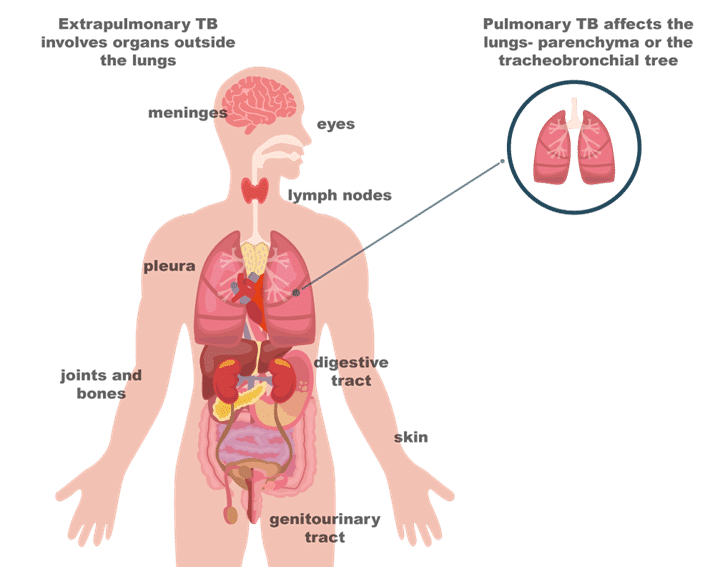 Extrapulmonary TB
involves organs outside
the lungs
Pulmonary TB affects the
lungs- parenchyma or the
tracheobronchial tree
meninges
eyes
lymph nodes
pleura
joints and
bones
digestive
tract
skin
genitourinary
tract